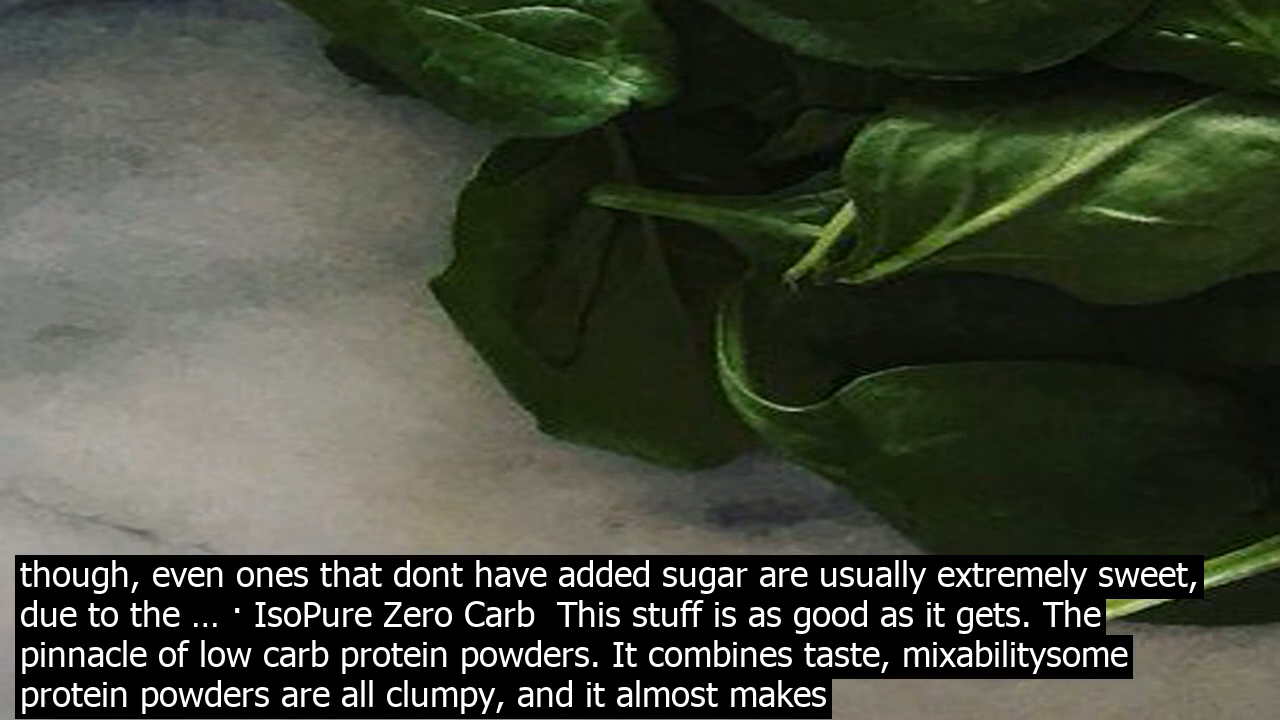 though, even ones that dont have added sugar are usually extremely sweet,
due to the ... · IsoPure Zero Carb  This stuff is as good as it gets. The
pinnacle of low carb protein powders. It combines taste, mixabilitysome
protein powders are all clumpy, and it almost makes